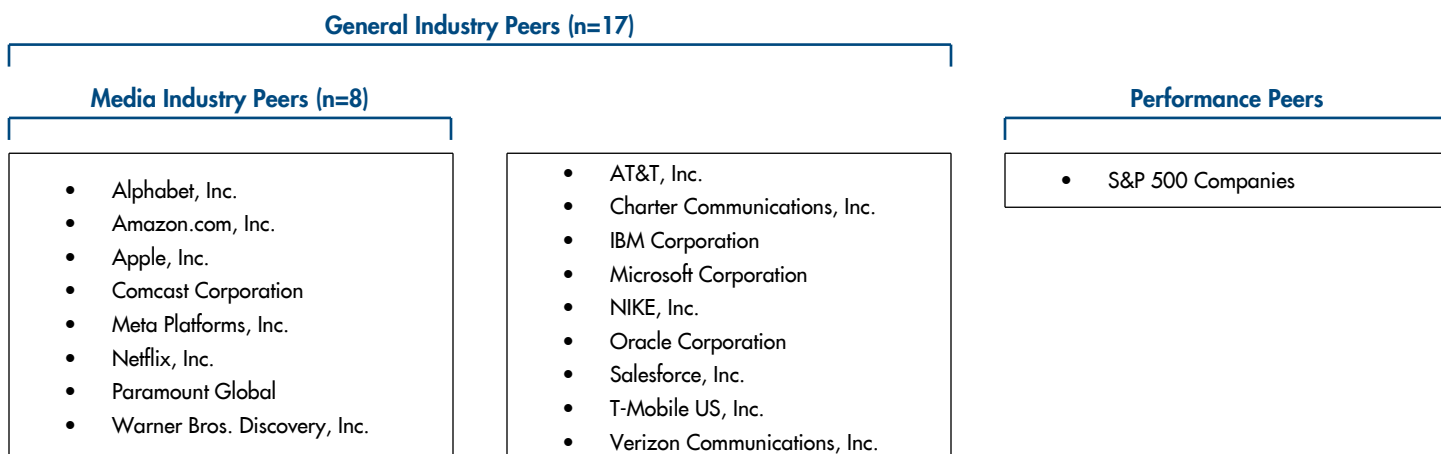 General Industry Peers (n=17)
Media Industry Peers (n=8)
Performance Peers
• Alphabet, Inc.
• Amazon.com, Inc.
• Apple, Inc.
• Comcast Corporation
• Meta Platforms, Inc.
• Netflix, Inc.
• Paramount Global
• Warner Bros. Discovery, Inc.
• AT&T, Inc.
• Charter Communications, Inc.
• IBM Corporation
• Microsoft Corporation
• NIKE, Inc.
• Oracle Corporation
• Salesforce, Inc.
• T-Mobile US, Inc.
• Verizon Communications, Inc.
• S&P 500 Companies